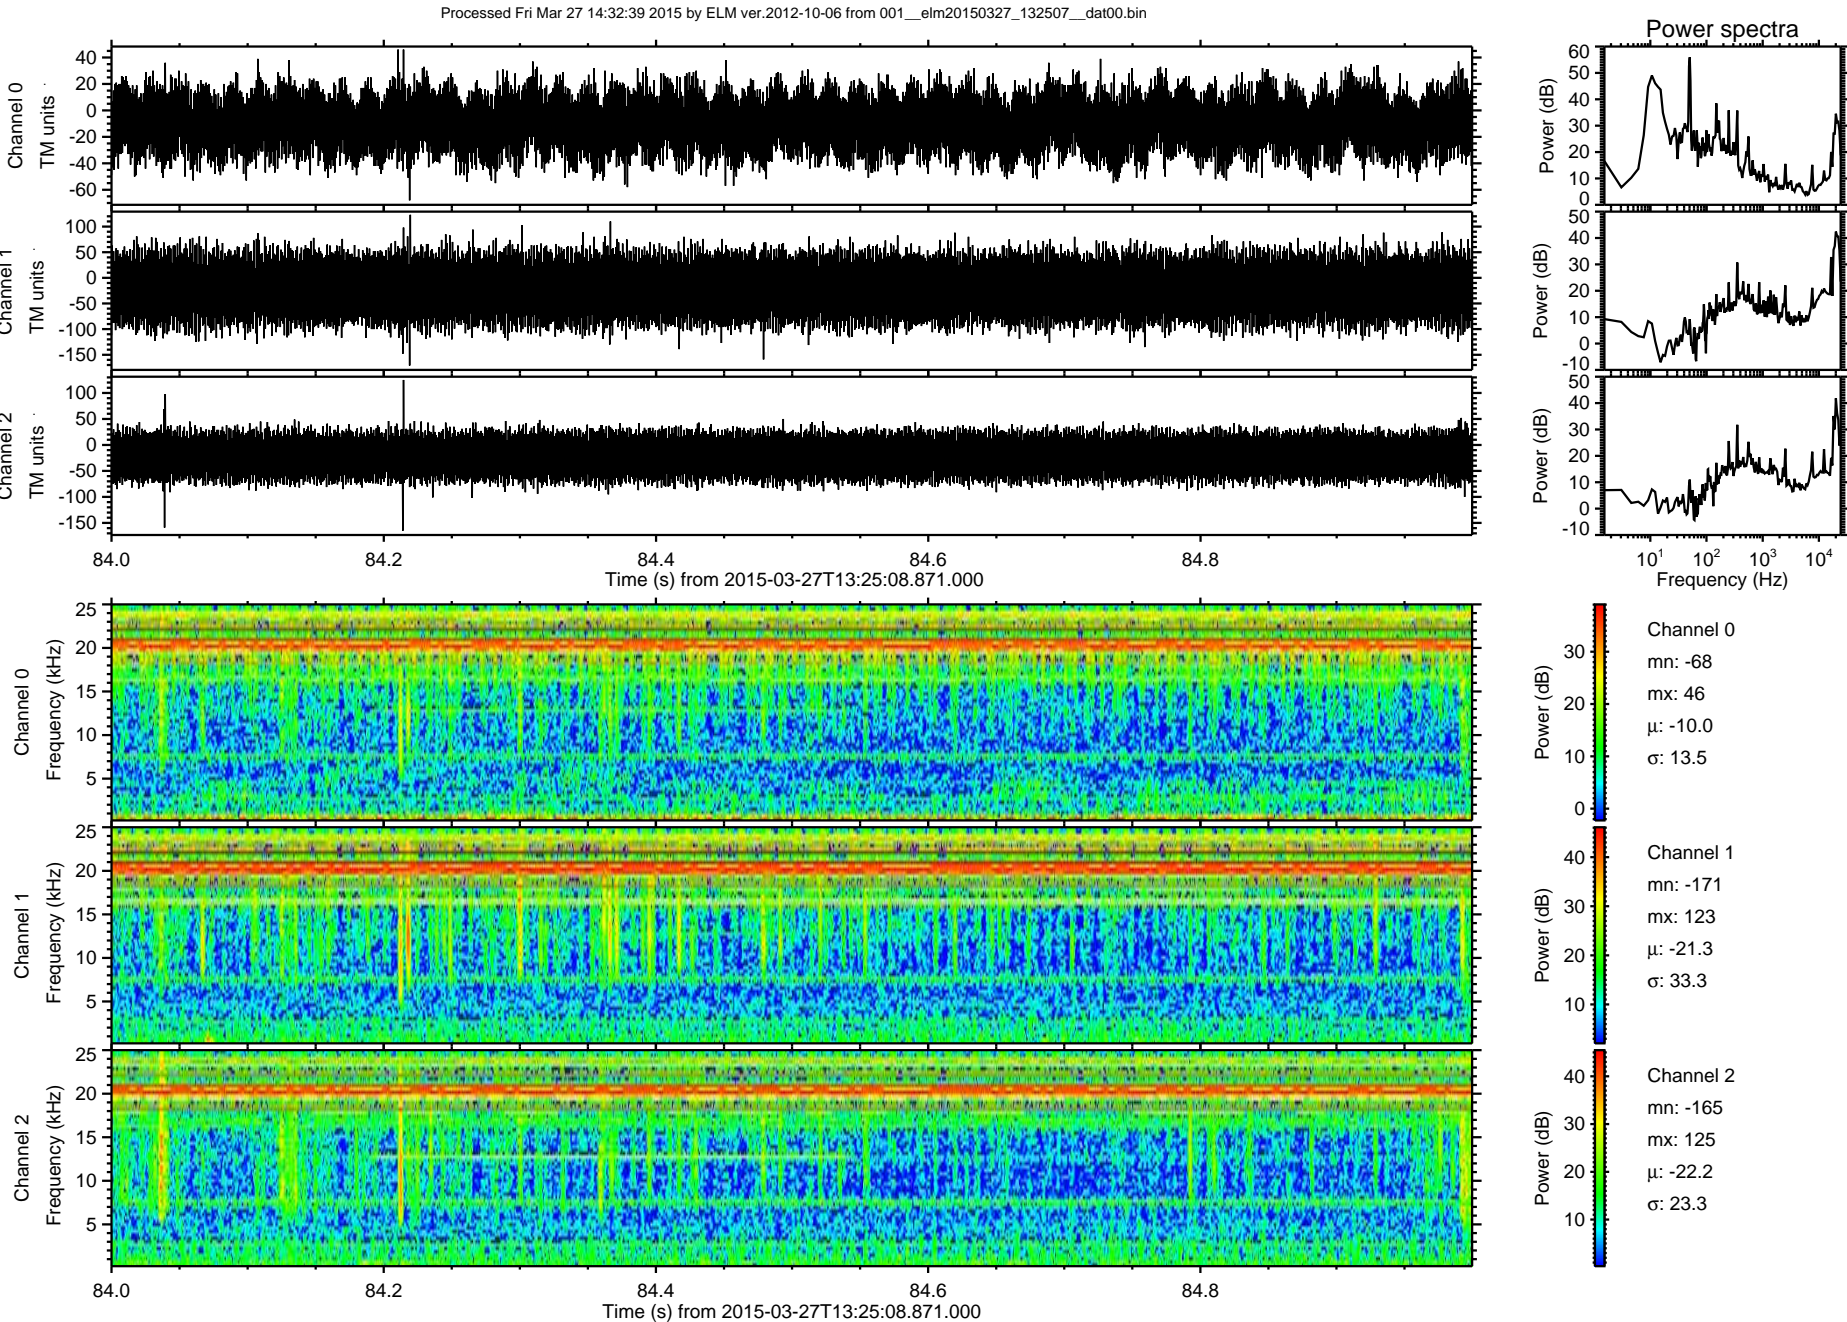 Processed Fri Mar 27 14:32:39 2015 by ELM ver.2012-10-06 from 001__elm20150327_132507__dat00.bin
Power spectra
Channel 0
TM units
40
20
0
-20
-40
-60
Power (dB)
60
50
40
30
20
10
0
Channel 1
TM units
100
50
0
-50
-100
-150
Power (dB)
50
40
30
20
10
0
-10
Channel 2
TM units
100
50
0
-50
-100
-150
Power (dB)
50
40
30
20
10
0
-10
84.0 84.2 84.4 84.6 84.8
Time (s) from 2015-03-27T13:25:08.871.000
10^1 10^2 10^3 10^4
Frequency (Hz)
Channel 0
Frequency (kHz)
25
20
15
10
5
Power (dB)
30
20
10
0
Channel 0
mn: -68
mx: 46
μ: -10.0
σ: 13.5
Channel 1
Frequency (kHz)
25
20
15
10
5
Power (dB)
40
30
20
10
Channel 1
mn: -171
mx: 123
μ: -21.3
σ: 33.3
Channel 2
Frequency (kHz)
25
20
15
10
5
Power (dB)
40
30
20
10
Channel 2
mn: -165
mx: 125
μ: -22.2
σ: 23.3
84.0 84.2 84.4 84.6 84.8
Time (s) from 2015-03-27T13:25:08.871.000